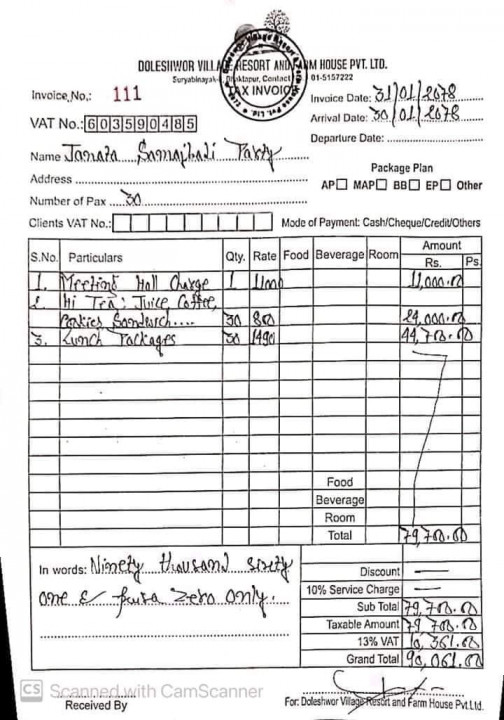 DOLESHWOR VILLAGE RESORT AND FARM HOUSE PVT. LTD.
Suryabinayak- Bhaktapur, Contact 01-5157222
TAX INVOICE
Invoice No.: 111
Invoice Date: 31/01/2078
VAT No.: 603590485
Arrival Date: 30/01/2078
Departure Date:
Name Janata Samajbadi Party
Package Plan
Address
AP MAP BB EP Other
Number of Pax 30
Clients VAT No.:
Mode of Payment: Cash/Cheque/Credit/Others
S.No. Particulars Qty. Rate Food Beverage Room Amount
Rs. Ps.
1. Meeting Hall Charge 1 11000 11,000.00
2. Hi Tea: Juice Coffee,
Cookies Sandwich.... 30 800 24,000.00
3. Lunch Packages 30 1490 44,700.00
Food
Beverage
Room
Total 79,700.00
In words: Ninety thousand sixty
one & paisa zero only.
Discount —
10% Service Charge —
Sub Total 79,700.00
Taxable Amount 79,700.00
13% VAT 10,361.00
Grand Total 90,061.00
CS Scanned with CamScanner
Received By
For: Doleshwor Village Resort and Farm House Pvt.Ltd.